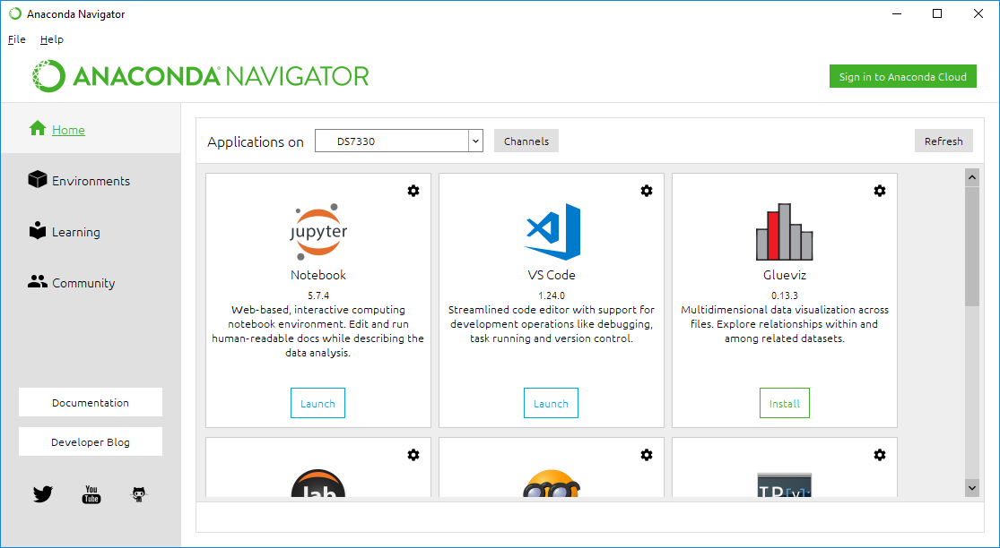 Anaconda Navigator
File Help
ANACONDA NAVIGATOR
Sign in to Anaconda Cloud
Home
Environments
Learning
Community
Documentation
Developer Blog
You
Tube
Applications on DS7330 Channels Refresh
jupyter
Notebook
5.7.4
Web-based, interactive computing
notebook environment. Edit and run
human-readable docs while describing the
data analysis.
Launch
VS Code
1.24.0
Streamlined code editor with support for
development operations like debugging,
task running and version control.
Launch
Glueviz
0.13.3
Multidimensional data visualization across
files. Explore relationships within and
among related datasets.
Install
lab
IP[y]